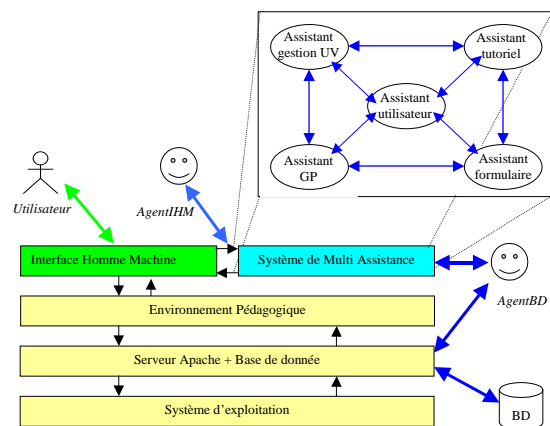 Assistant
gestion UV
Assistant
tutoriel
Assistant
utilisateur
Assistant
GP
Assistant
formulaire
Utilisateur
AgentIHM
Interface Homme Machine
Système de Multi Assistance
AgentBD
Environnement Pédagogique
Serveur Apache + Base de donnée
Système d'exploitation
BD